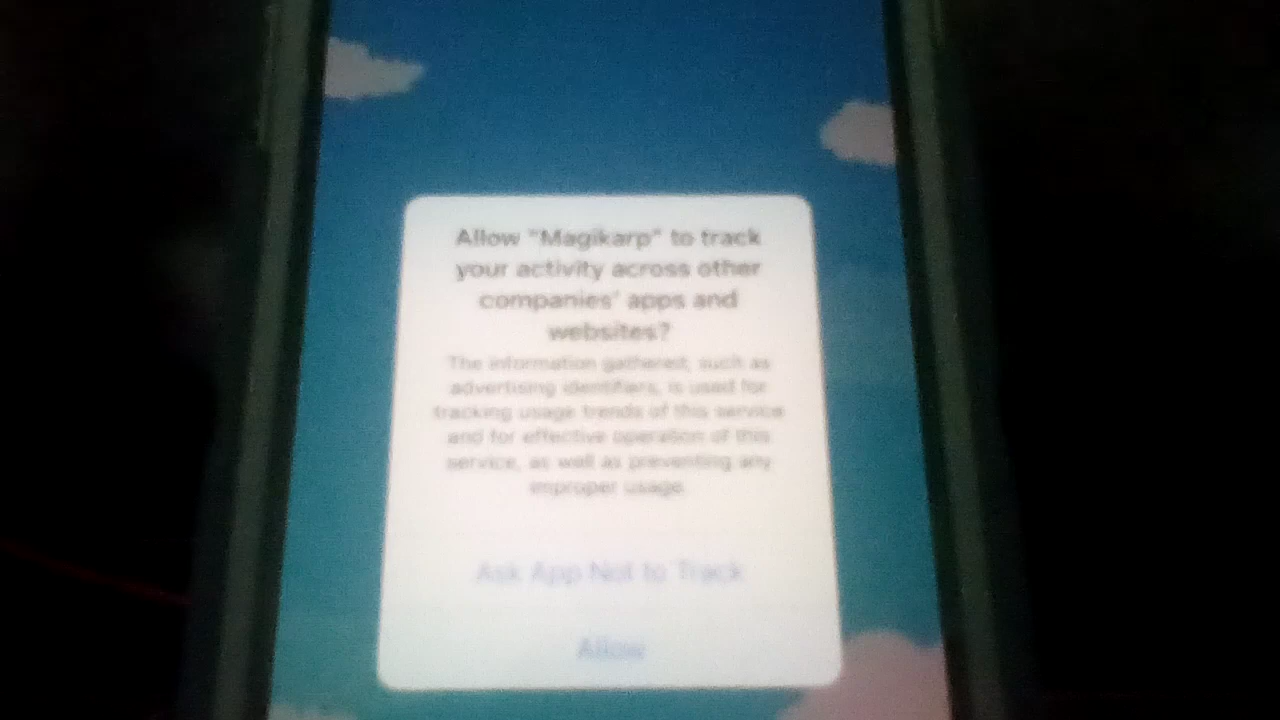 Allow "Magikarp" to track
your activity across other
companies' apps and
websites?
The information gathered, such as
advertising identifiers, is used for
tracking usage trends of this service
and for effective operation of this
service, as well as preventing any
improper usage.
Ask App Not to Track
Allow